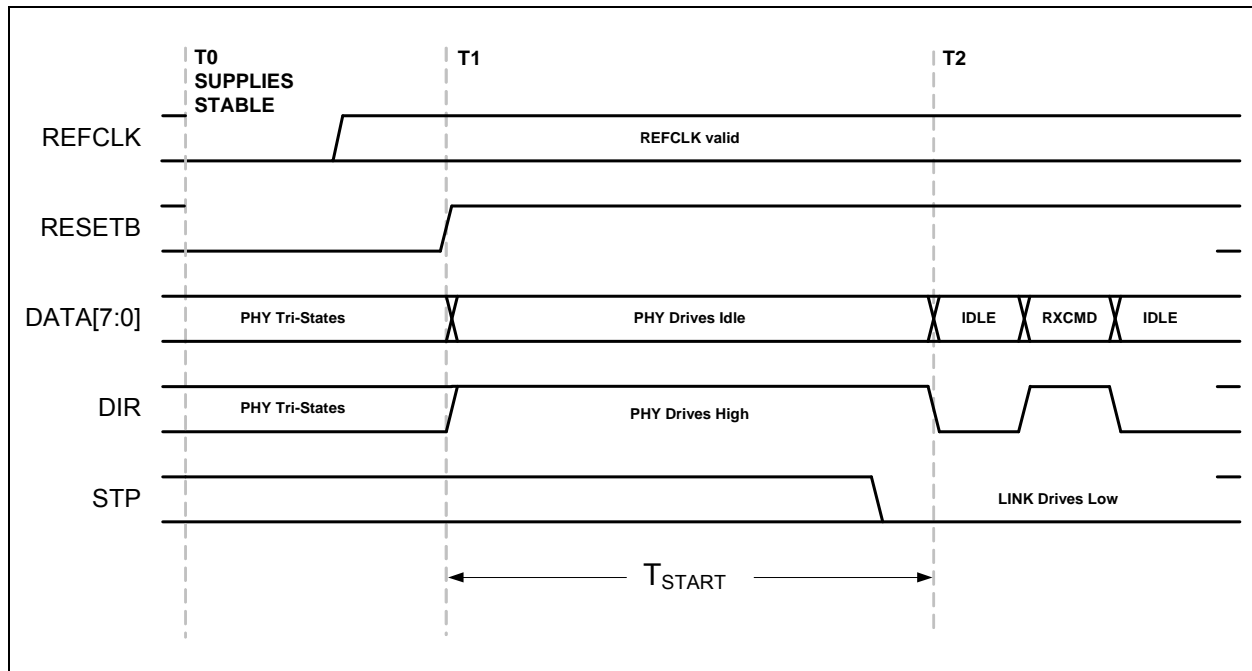 T0
SUPPLIES
STABLE
T1
T2
REFCLK
REFCLK valid
RESETB
DATA[7:0]
PHY Tri-States
PHY Drives Idle
IDLE
RXCMD
IDLE
DIR
PHY Tri-States
PHY Drives High
STP
LINK Drives Low
TSTART